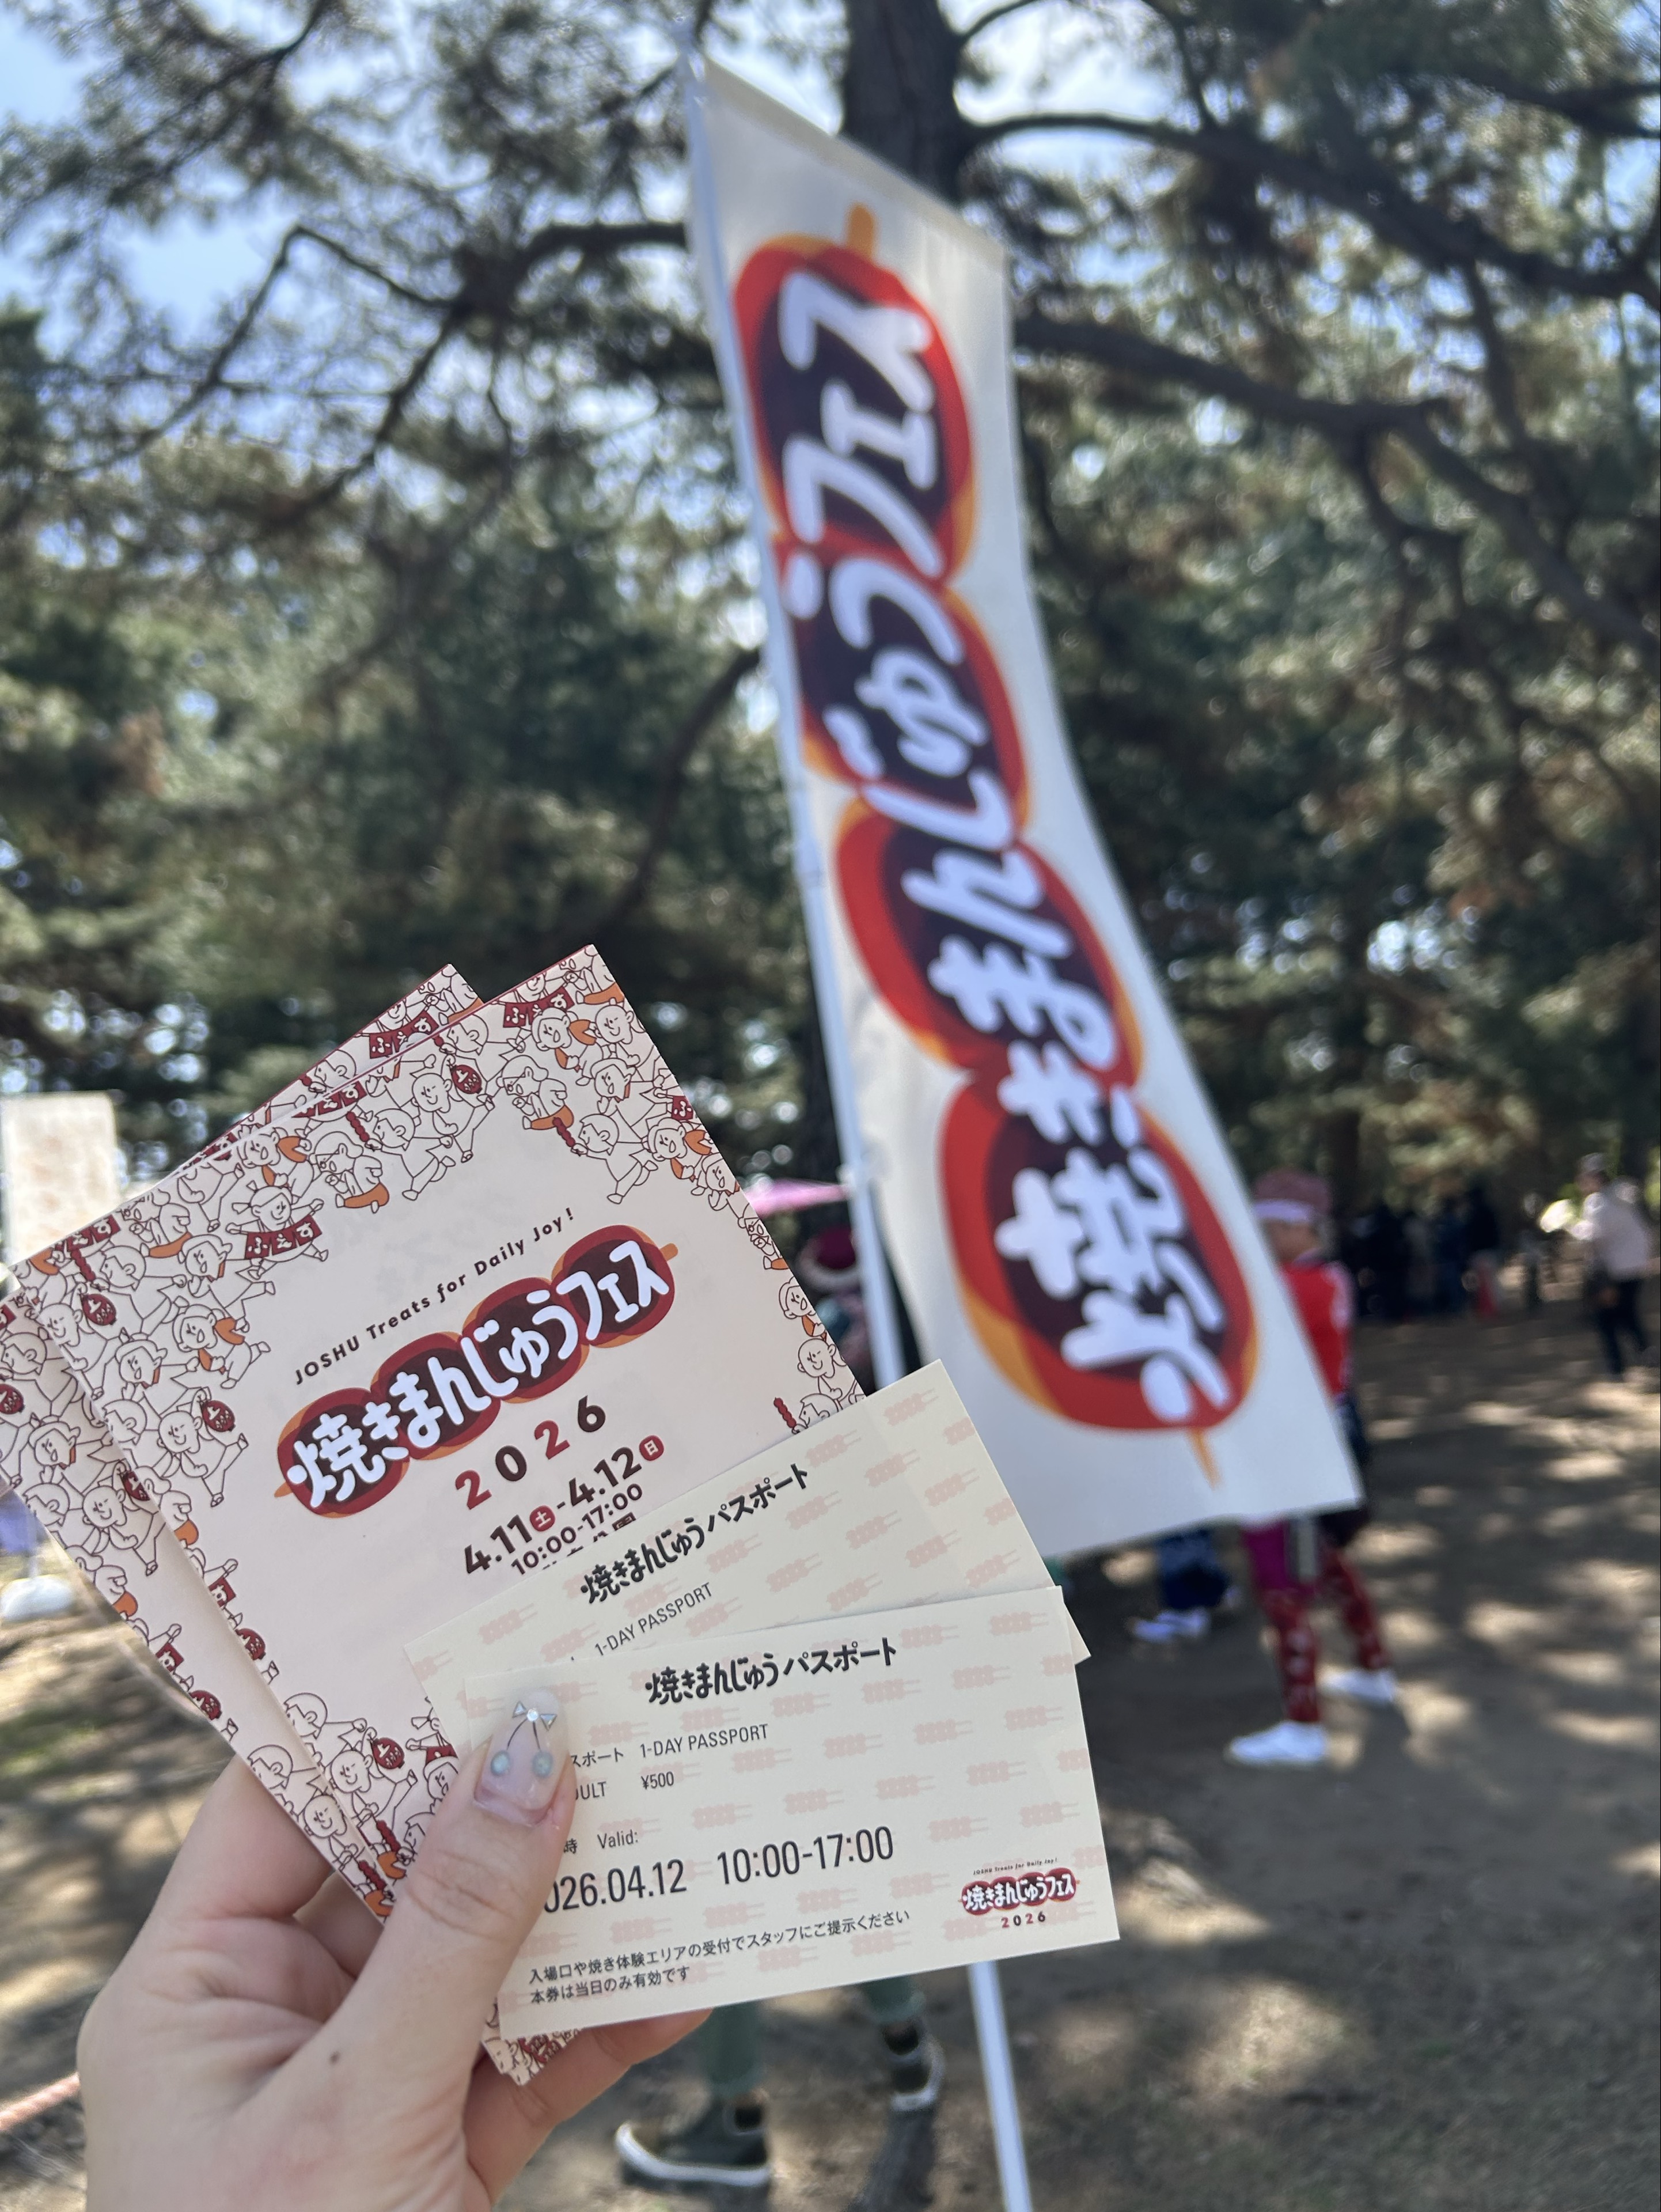 焼きまんじゅうフェス
JOSHU Treats for Daily Joy!
焼きまんじゅうフェス
2026
4.11土-4.12日
10:00-17:00
焼きまんじゅうパスポート
1-DAY PASSPORT
焼きまんじゅうパスポート
スポート 1-DAY PASSPORT
ULT ¥500
時 Valid:
026.04.12 10:00-17:00
入場口や焼き体験エリアの受付でスタッフにご提示ください
本券は当日のみ有効です
JOSHU Treats for Daily Joy!
焼きまんじゅうフェス
2026